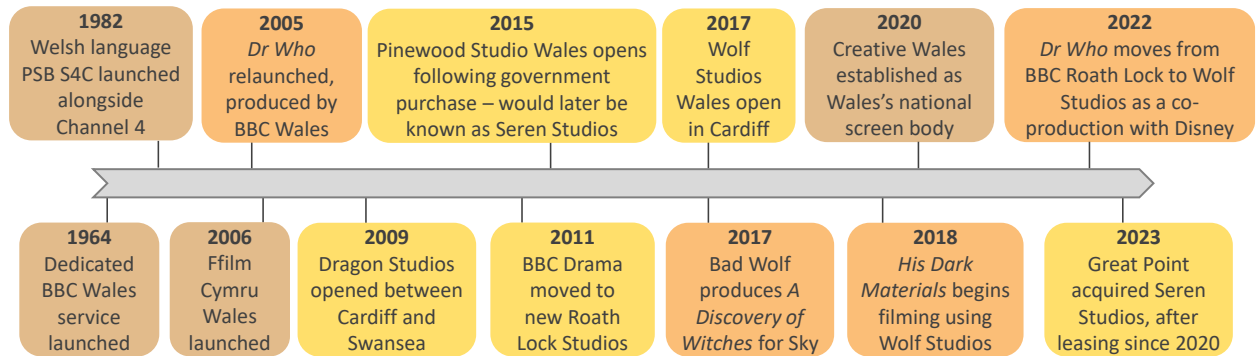 1982
Welsh language
PSB S4C launched
alongside
Channel 4
2005
Dr Who
relaunched,
produced by
BBC Wales
2015
Pinewood Studio Wales opens
following government
purchase – would later be
known as Seren Studios
2017
Wolf
Studios
Wales open
in Cardiff
2020
Creative Wales
established as
Wales's national
screen body
2022
Dr Who moves from
BBC Roath Lock to Wolf
Studios as a co-
production with Disney
1964
Dedicated
BBC Wales
service
launched
2006
Ffilm
Cymru
Wales
launched
2009
Dragon Studios
opened between
Cardiff and
Swansea
2011
BBC Drama
moved to
new Roath
Lock Studios
2017
Bad Wolf
produces A
Discovery of
Witches for Sky
2018
His Dark
Materials begins
filming using
Wolf Studios
2023
Great Point
acquired Seren
Studios, after
leasing since 2020